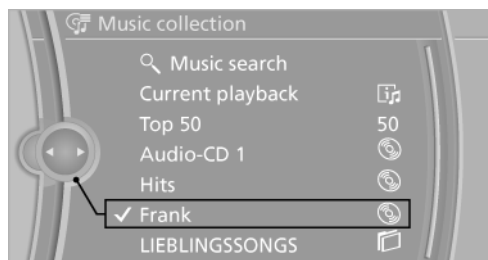 Music collection
Music search
Current playback
Top 50 50
Audio-CD 1
Hits
Frank
LIEBLINGSSONGS